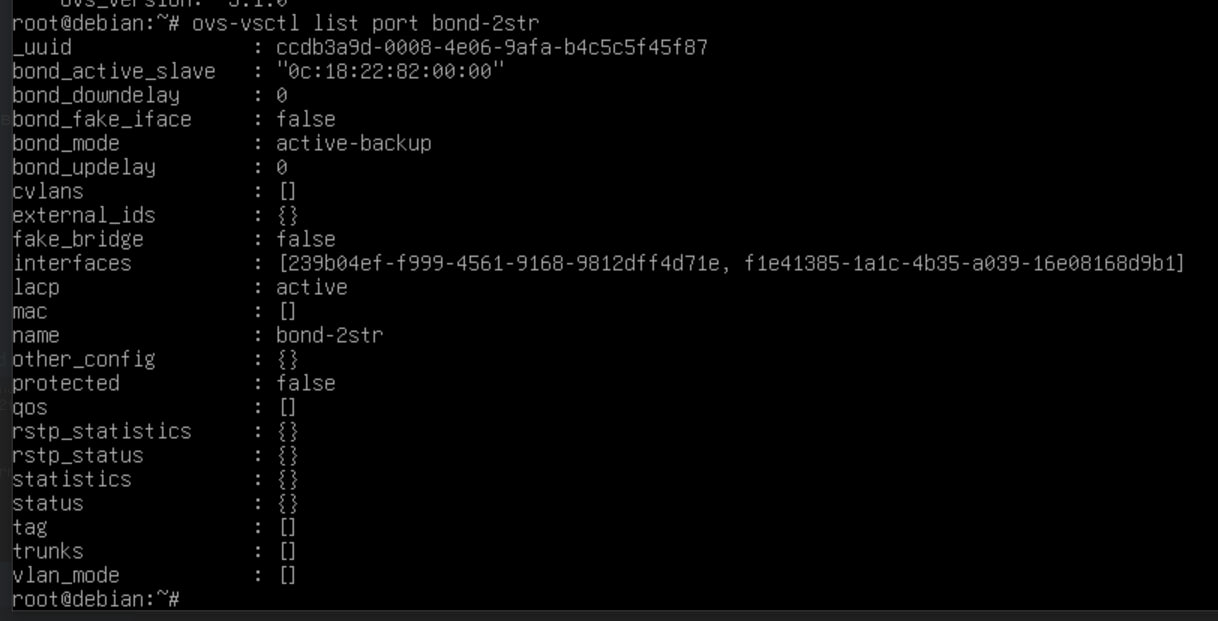 ovs_version: "3.1.0"
root@debian:~# ovs-vsctl list port bond-2str
_uuid               : ccdb3a9d-0008-4e06-9afa-b4c5c5f45f87
bond_active_slave   : "0c:18:22:82:00:00"
bond_downdelay      : 0
bond_fake_iface     : false
bond_mode           : active-backup
bond_updelay        : 0
cvlans              : []
external_ids        : {}
fake_bridge         : false
interfaces          : [239b04ef-f999-4561-9168-9812dff4d71e, f1e41385-1a1c-4b35-a039-16e08168d9b1]
lacp                : active
mac                 : []
name                : bond-2str
other_config        : {}
protected           : false
qos                 : []
rstp_statistics     : {}
rstp_status         : {}
statistics          : {}
status              : {}
tag                 : []
trunks              : []
vlan_mode           : []
root@debian:~#